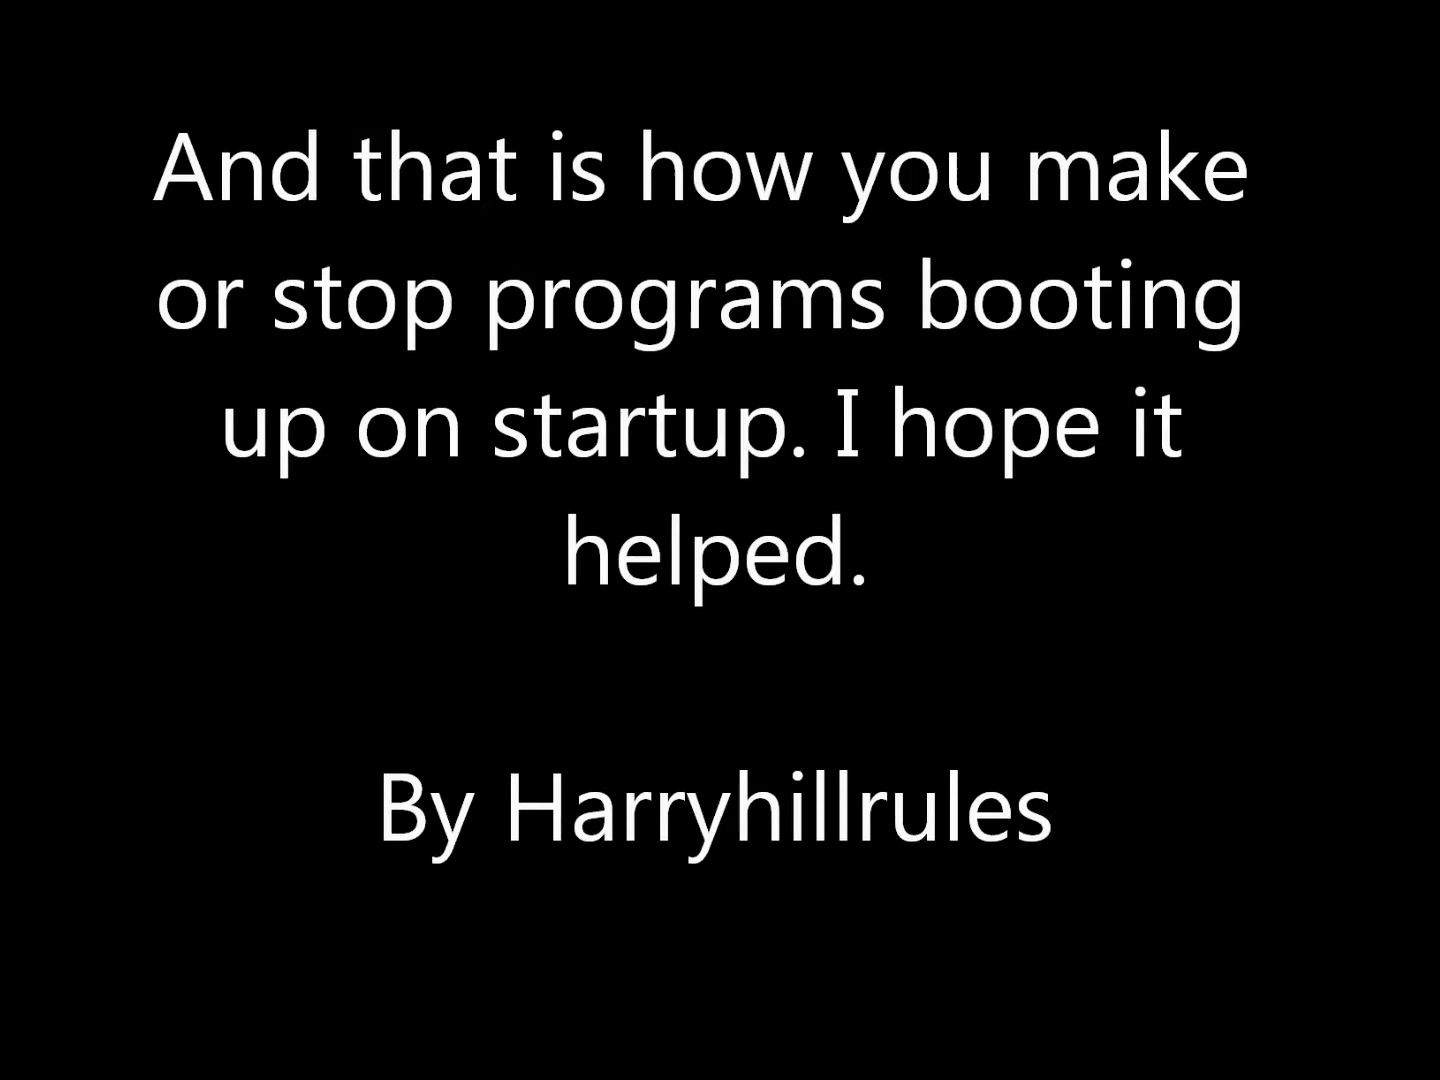 And that is how you make
or stop programs booting
up on startup. I hope it
helped.
By Harryhillrules